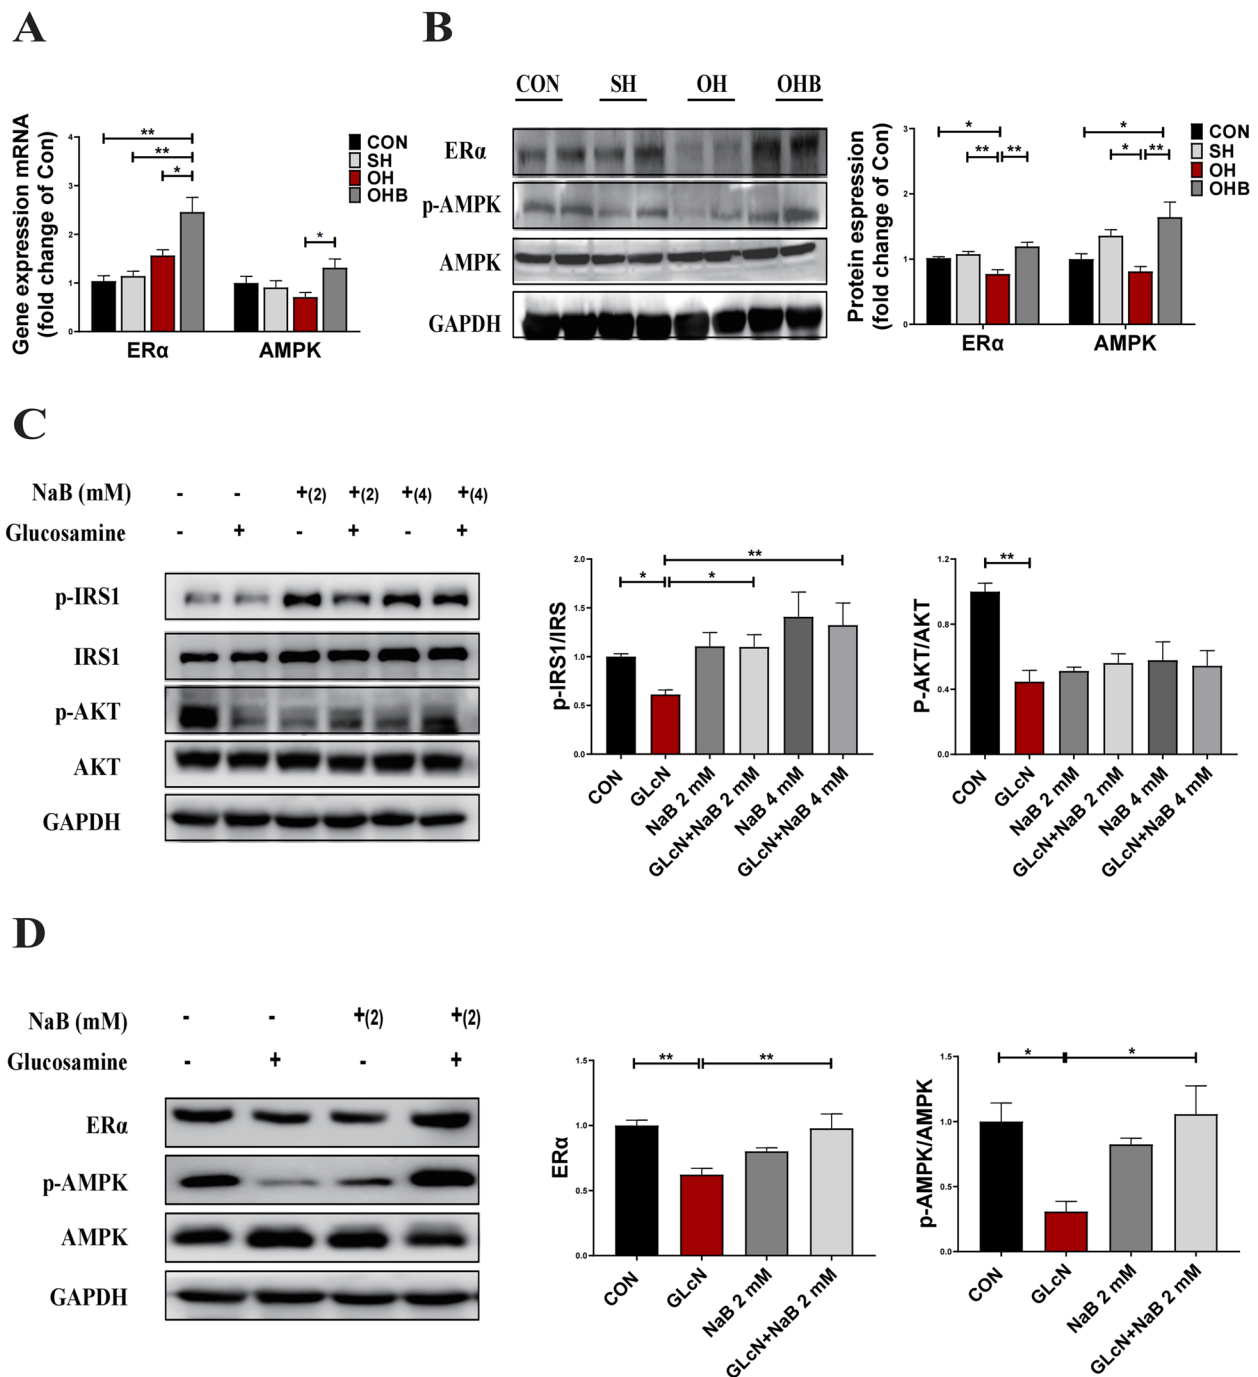 A
Gene expression mRNA
(fold change of Con)
4
3
2
1
0
**
**
*
*
ERα
AMPK
CON
SH
OH
OHB
B
CON SH OH OHB
ERα
p-AMPK
AMPK
GAPDH
Protein espression
(fold change of Con)
3
2
1
0
*
** **
*
* **
ERα
AMPK
CON
SH
OH
OHB
C
NaB (mM) - - +(2) +(2) +(4) +(4)
Glucosamine - + - + - +
p-IRS1
IRS1
p-AKT
AKT
GAPDH
p-IRS1/IRS
2.0
1.5
1.0
0.5
0.0
**
* *
CON
GLcN
NaB 2 mM
GLcN+NaB 2 mM
NaB 4 mM
GLcN+NaB 4 mM
P-AKT/AKT
1.2
0.8
0.4
0.0
**
CON
GLcN
NaB 2 mM
GLcN+NaB 2 mM
NaB 4 mM
GLcN+NaB 4 mM
D
NaB (mM) - - +(2) +(2)
Glucosamine - + - +
ERα
p-AMPK
AMPK
GAPDH
ERα
1.5
1.0
0.5
0.0
** **
CON
GLcN
NaB 2 mM
GLcN+NaB 2 mM
p-AMPK/AMPK
1.5
1.0
0.5
0.0
* *
CON
GLcN
NaB 2 mM
GLcN+NaB 2 mM